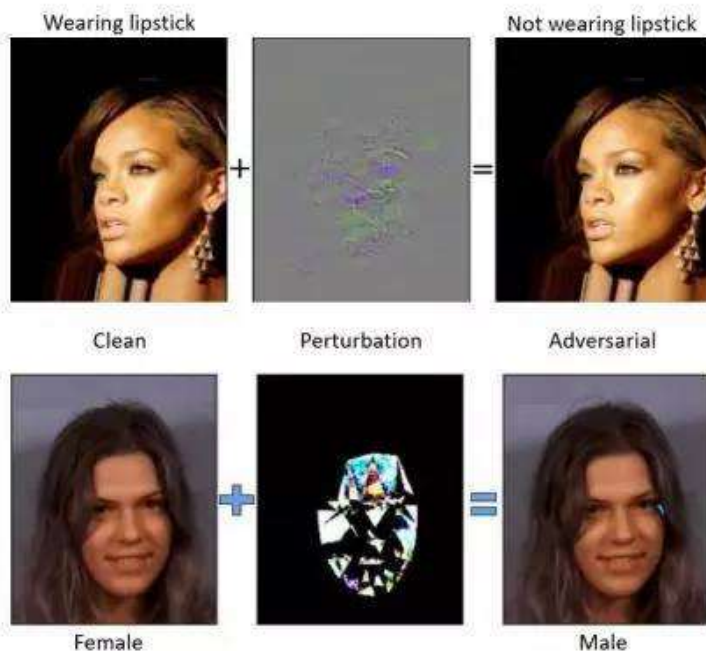 Wearing lipstick
Not wearing lipstick
+
=
Clean
Perturbation
Adversarial
+
=
Female
Male